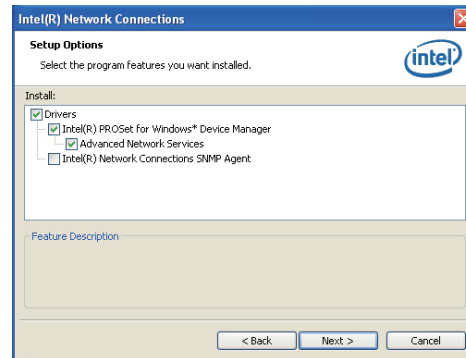 Intel(R) Network Connections
Setup Options
Select the program features you want installed.
intel
Install:
Drivers
Intel(R) PROSet for Windows* Device Manager
Advanced Network Services
Intel(R) Network Connections SNMP Agent
Feature Description
< Back
Next >
Cancel